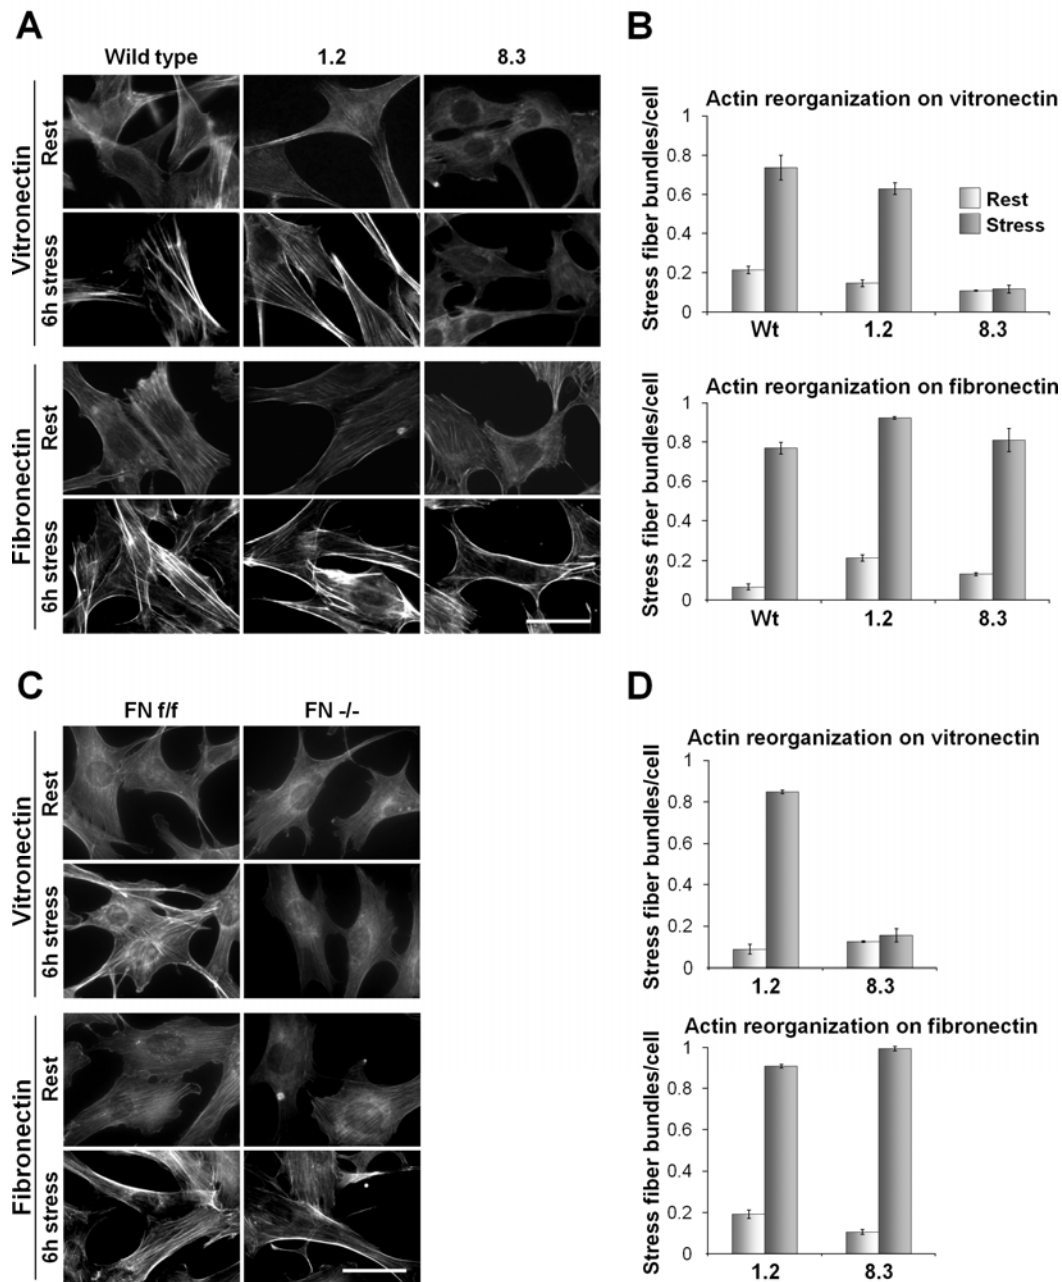 A
Wild type 1.2 8.3
Vitronectin
Rest
6h stress
Fibronectin
Rest
6h stress
B
Actin reorganization on vitronectin
Stress fiber bundles/cell
1
0.8
0.6
0.4
0.2
0
Rest
Stress
Wt 1.2 8.3
Actin reorganization on fibronectin
Stress fiber bundles/cell
1
0.8
0.6
0.4
0.2
0
Wt 1.2 8.3
C
FN f/f FN -/-
Vitronectin
Rest
6h stress
Fibronectin
Rest
6h stress
D
Actin reorganization on vitronectin
Stress fiber bundles/cell
1
0.8
0.6
0.4
0.2
0
1.2 8.3
Actin reorganization on fibronectin
Stress fiber bundles/cell
1
0.8
0.6
0.4
0.2
0
1.2 8.3